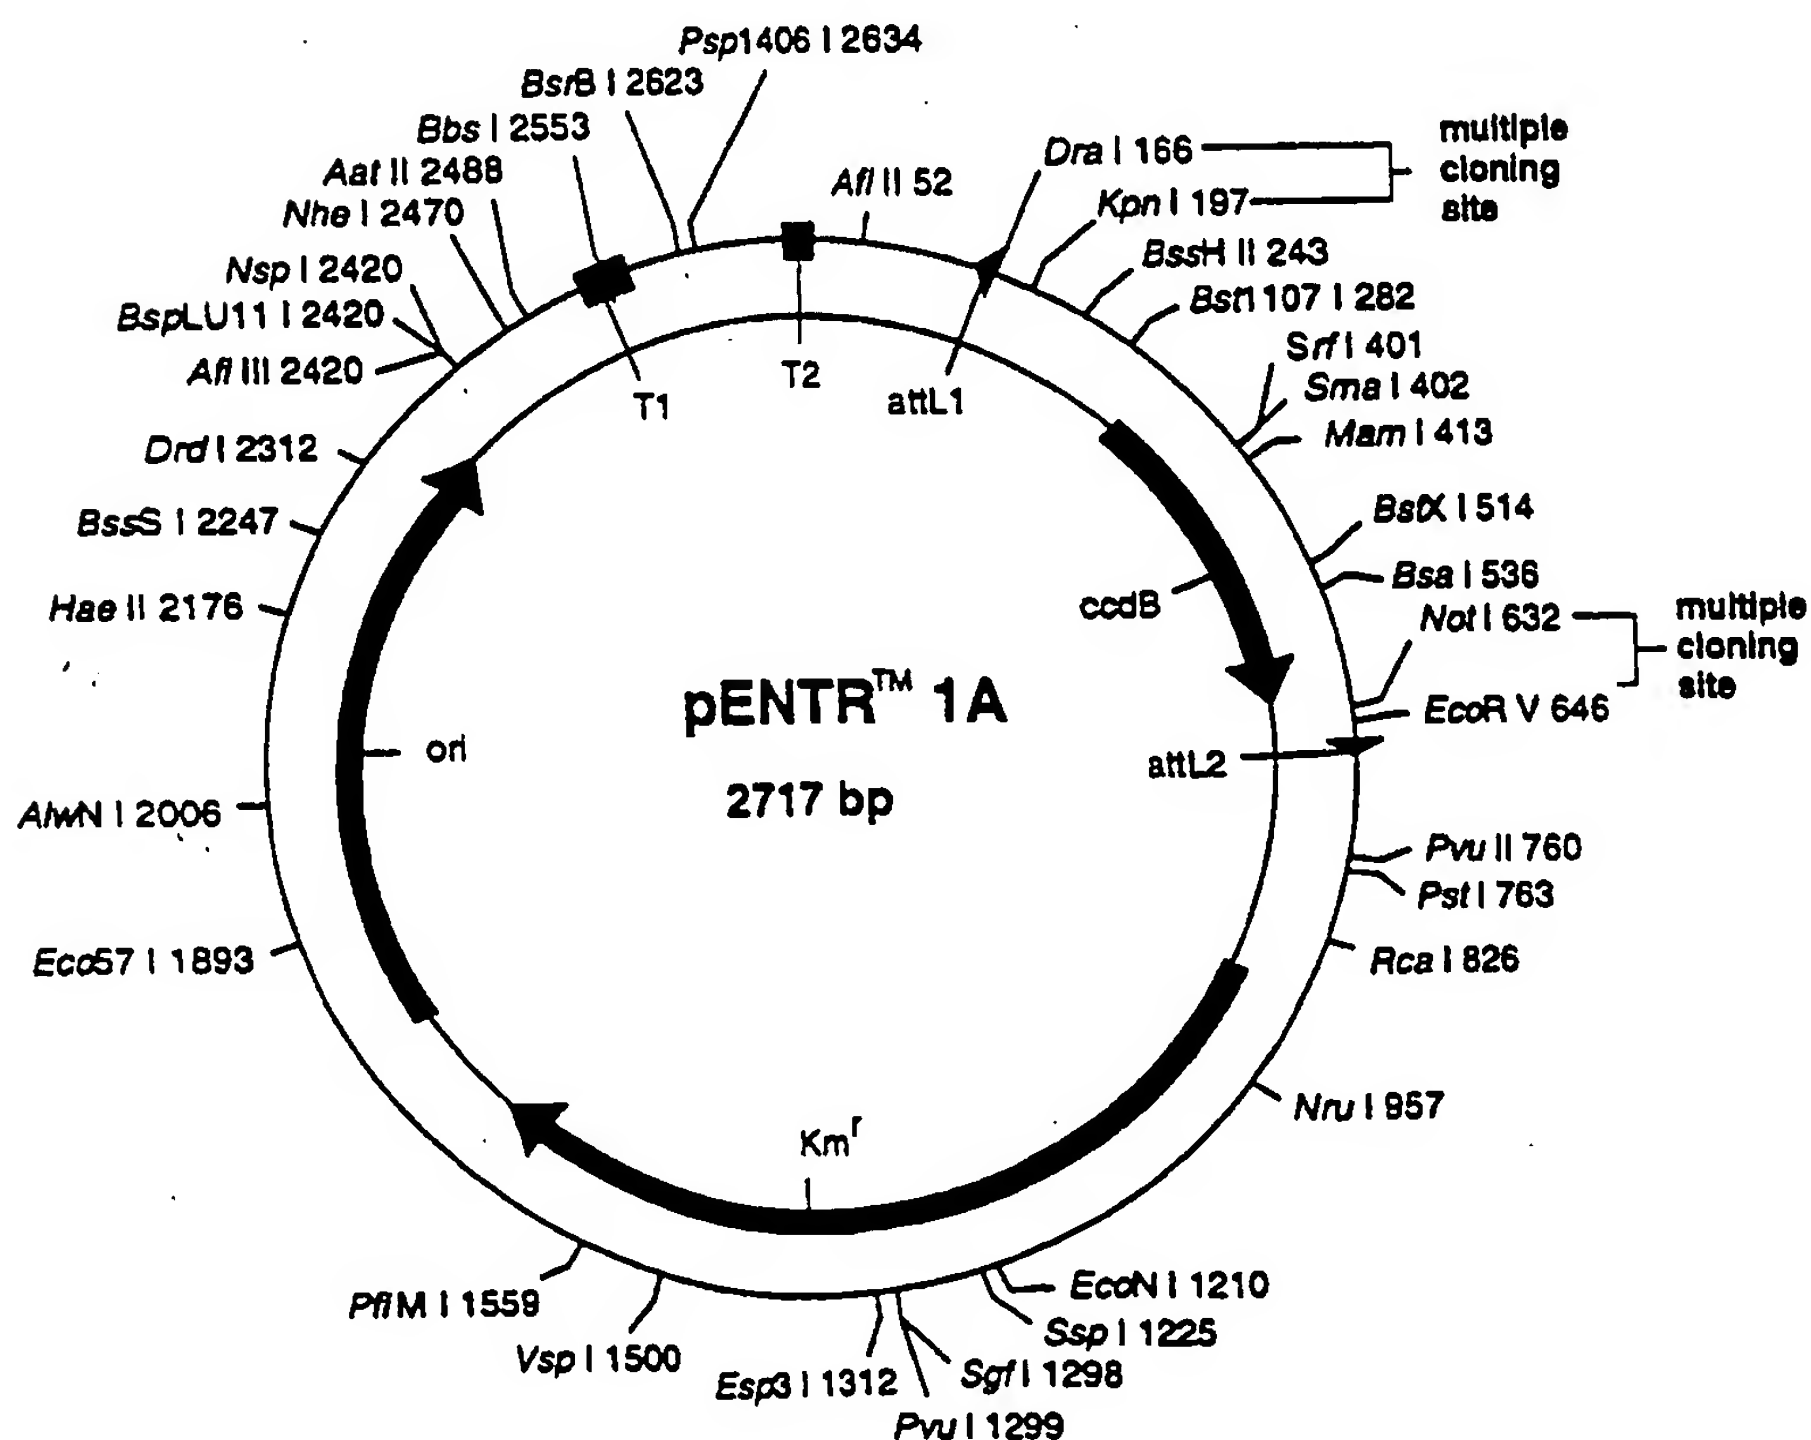 Psp1406 I 2634
BsrB I 2623
Bbs I 2553
Aat II 2488
Nhe I 2470
Nsp I 2420
BspLU11 I 2420
Afl III 2420
Drd I 2312
BssS I 2247
Hae II 2176
AlwN I 2006
Eco57 I 1893
Afl II 52
Dra I 166
Kpn I 197
multiple
cloning
site
BssH II 243
Bst1107 I 282
Srf I 401
Sma I 402
Mam I 413
BstX I 514
Bsa I 536
Not I 632
EcoR V 646
multiple
cloning
site
Pvu II 760
Pst I 763
Rca I 826
Nru I 957
EcoN I 1210
Ssp I 1225
Sgf I 1298
Pvu I 1299
Esp3 I 1312
Vsp I 1500
PflM I 1559
T1
T2
attL1
ccdB
attL2
ori
Kmr
pENTR™ 1A
2717 bp